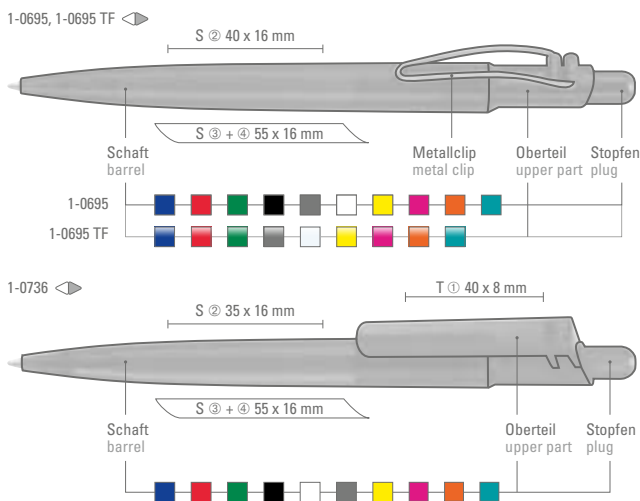 1-0695, 1-0695 TF
S ② 40 x 16 mm
S ③ + ④ 55 x 16 mm
Schaft Metallclip Oberteil Stopfen
barrel metal clip upper part plug
1-0695
1-0695 TF
1-0736
T ① 40 x 8 mm
S ② 35 x 16 mm
S ③ + ④ 55 x 16 mm
Schaft Oberteil Stopfen
barrel upper part plug